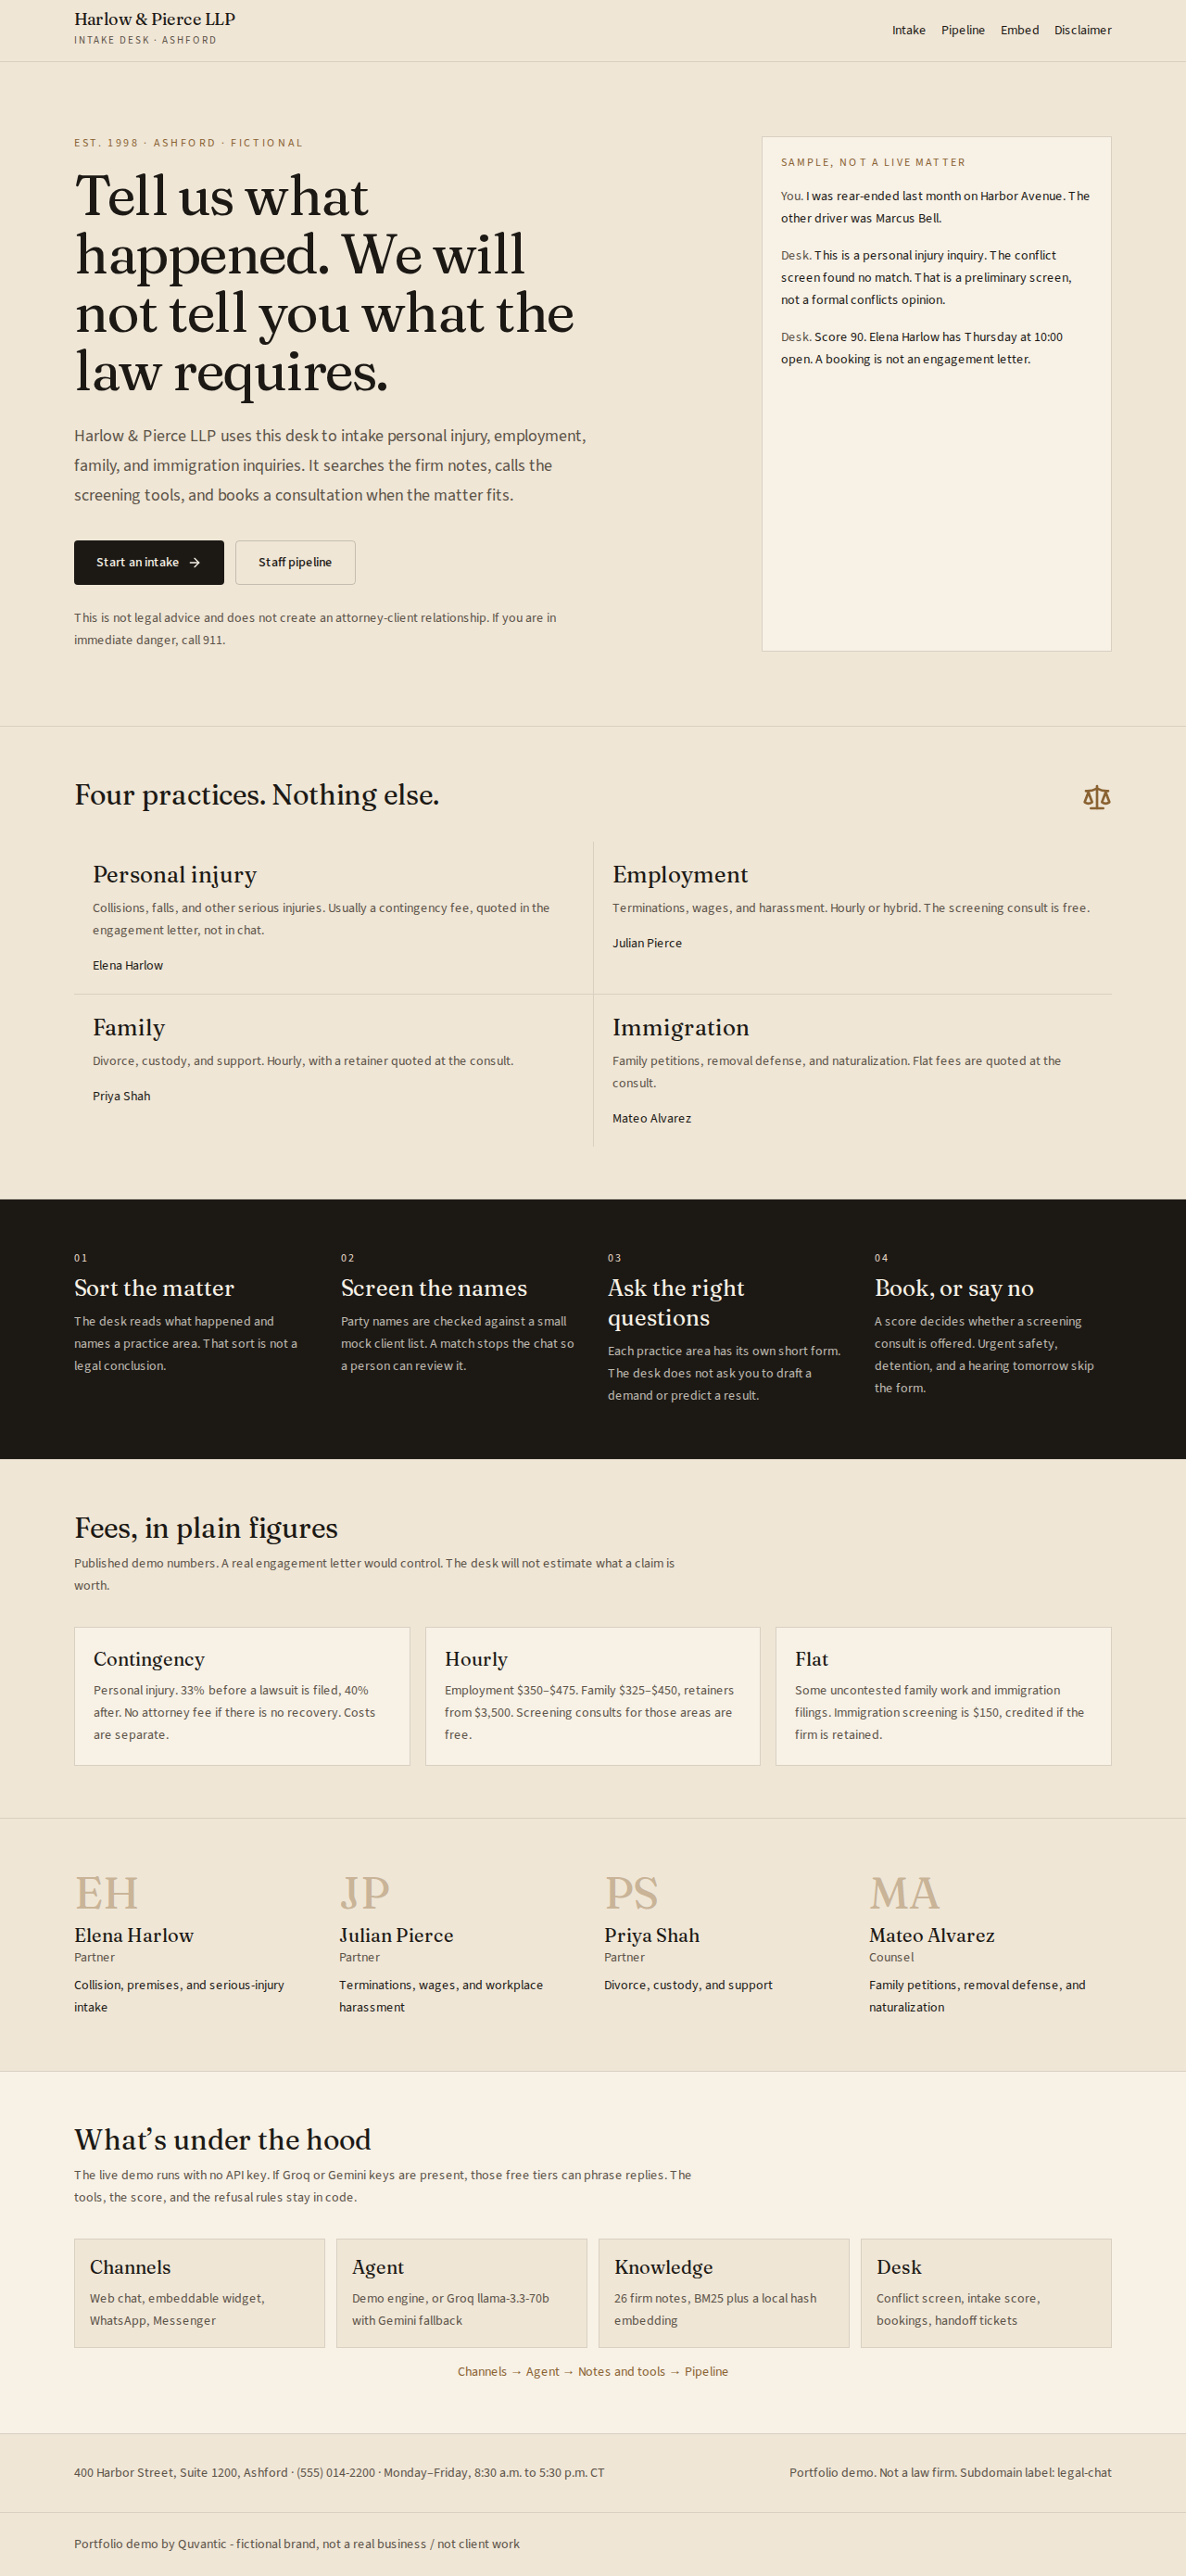 Harlow & Pierce LLP
INTAKE DESK · ASHFORD
Intake Pipeline Embed Disclaimer
EST. 1998 · ASHFORD · FICTIONAL
Tell us what
happened. We will
not tell you what the
law requires.
Harlow & Pierce LLP uses this desk to intake personal injury, employment,
family, and immigration inquiries. It searches the firm notes, calls the
screening tools, and books a consultation when the matter fits.
Start an intake →
Staff pipeline
This is not legal advice and does not create an attorney-client relationship. If you are in
immediate danger, call 911.
SAMPLE, NOT A LIVE MATTER
You. I was rear-ended last month on Harbor Avenue. The
other driver was Marcus Bell.
Desk. This is a personal injury inquiry. The conflict
screen found no match. That is a preliminary screen,
not a formal conflicts opinion.
Desk. Score 90. Elena Harlow has Thursday at 10:00
open. A booking is not an engagement letter.
Four practices. Nothing else.
Personal injury
Collisions, falls, and other serious injuries. Usually a contingency fee, quoted in the
engagement letter, not in chat.
Elena Harlow
Employment
Terminations, wages, and harassment. Hourly or hybrid. The screening consult is free.
Julian Pierce
Family
Divorce, custody, and support. Hourly, with a retainer quoted at the consult.
Priya Shah
Immigration
Family petitions, removal defense, and naturalization. Flat fees are quoted at the
consult.
Mateo Alvarez
01
Sort the matter
The desk reads what happened and
names a practice area. That sort is not a
legal conclusion.
02
Screen the names
Party names are checked against a small
mock client list. A match stops the chat so
a person can review it.
03
Ask the right
questions
Each practice area has its own short form.
The desk does not ask you to draft a
demand or predict a result.
04
Book, or say no
A score decides whether a screening
consult is offered. Urgent safety,
detention, and a hearing tomorrow skip
the form.
Fees, in plain figures
Published demo numbers. A real engagement letter would control. The desk will not estimate what a claim is
worth.
Contingency
Personal injury. 33% before a lawsuit is filed, 40%
after. No attorney fee if there is no recovery. Costs
are separate.
Hourly
Employment $350–$475. Family $325–$450, retainers
from $3,500. Screening consults for those areas are
free.
Flat
Some uncontested family work and immigration
filings. Immigration screening is $150, credited if the
firm is retained.
EH
Elena Harlow
Partner
Collision, premises, and serious-injury
intake
JP
Julian Pierce
Partner
Terminations, wages, and workplace
harassment
PS
Priya Shah
Partner
Divorce, custody, and support
MA
Mateo Alvarez
Counsel
Family petitions, removal defense, and
naturalization
What’s under the hood
The live demo runs with no API key. If Groq or Gemini keys are present, those free tiers can phrase replies. The
tools, the score, and the refusal rules stay in code.
Channels
Web chat, embeddable widget,
WhatsApp, Messenger
Agent
Demo engine, or Groq llama-3.3-70b
with Gemini fallback
Knowledge
26 firm notes, BM25 plus a local hash
embedding
Desk
Conflict screen, intake score,
bookings, handoff tickets
Channels → Agent → Notes and tools → Pipeline
400 Harbor Street, Suite 1200, Ashford · (555) 014-2200 · Monday–Friday, 8:30 a.m. to 5:30 p.m. CT
Portfolio demo. Not a law firm. Subdomain label: legal-chat
Portfolio demo by Quvantic - fictional brand, not a real business / not client work